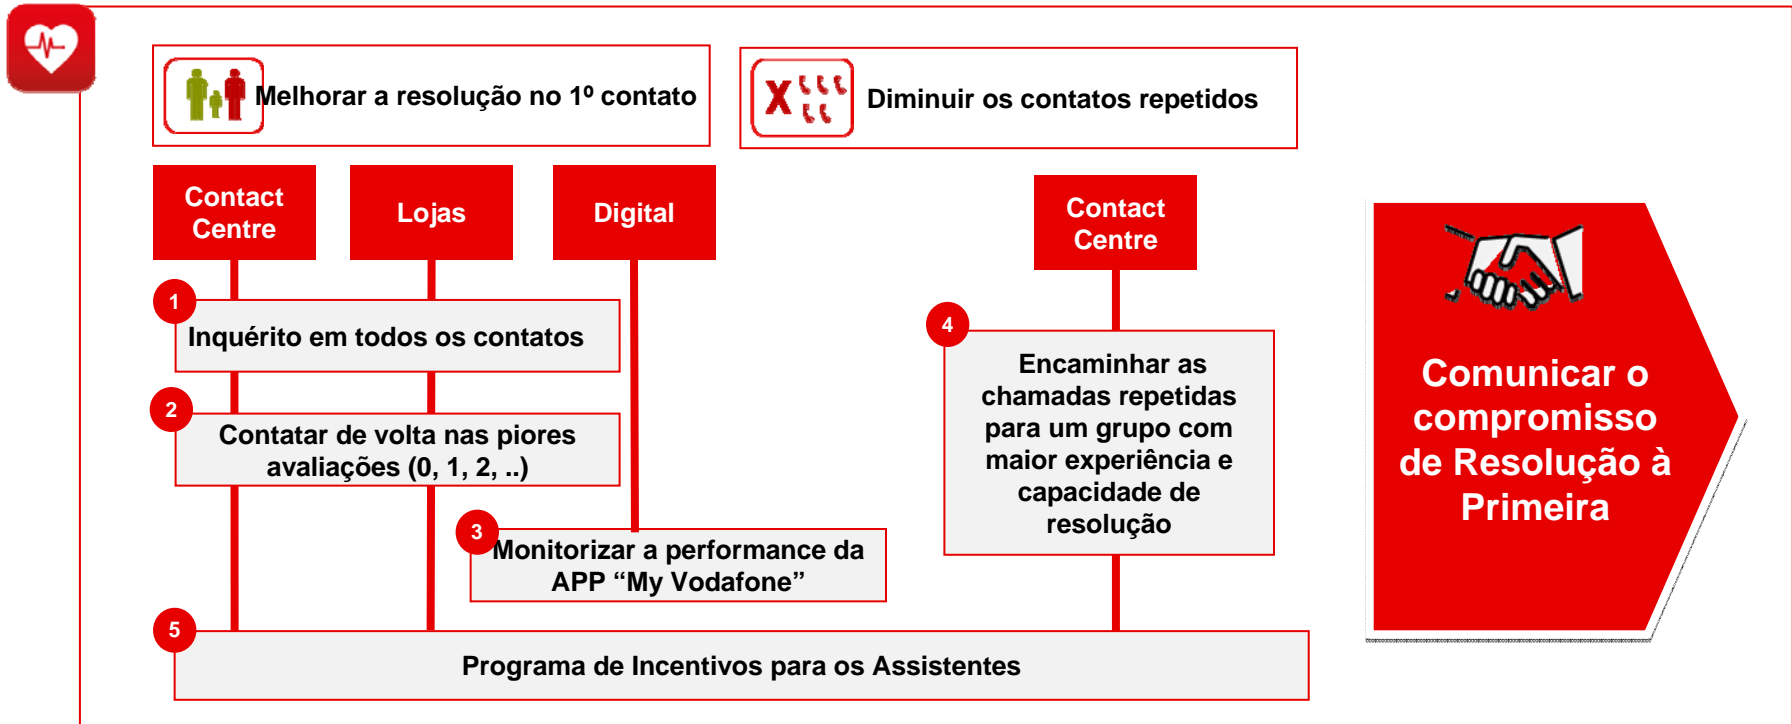 Melhorar a resolução no 1º contato
X
Diminuir os contatos repetidos
Contact
Centre
Lojas
Digital
Contact
Centre
1
Inquérito em todos os contatos
2
Contatar de volta nas piores
avaliações (0, 1, 2, ..)
3
Monitorizar a performance da
APP “My Vodafone”
4
Encaminhar as
chamadas repetidas
para um grupo com
maior experiência e
capacidade de
resolução
5
Programa de Incentivos para os Assistentes
Comunicar o
compromisso
de Resolução à
Primeira